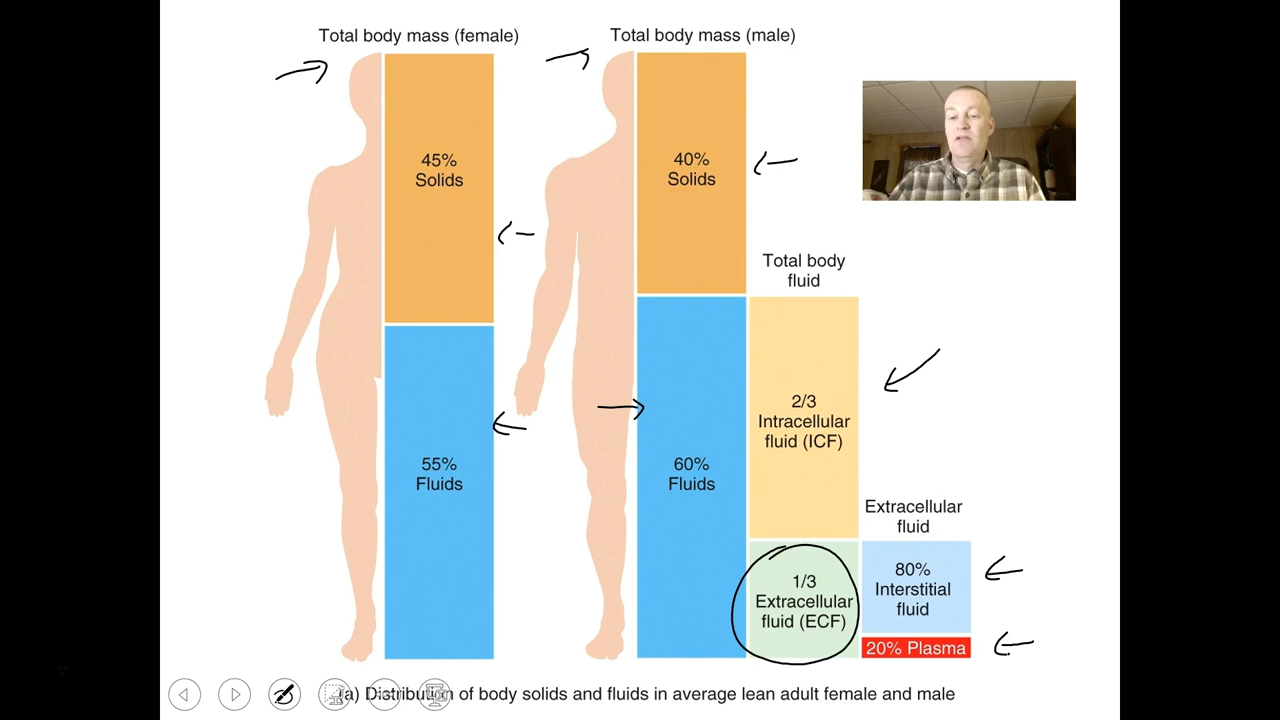 Total body mass (female)
Total body mass (male)
45%
Solids
40%
Solids
Total body
fluid
2/3
Intracellular
fluid (ICF)
55%
Fluids
60%
Fluids
Extracellular
fluid
1/3
Extracellular
fluid (ECF)
80%
Interstitial
fluid
20% Plasma
(a) Distribution of body solids and fluids in average lean adult female and male